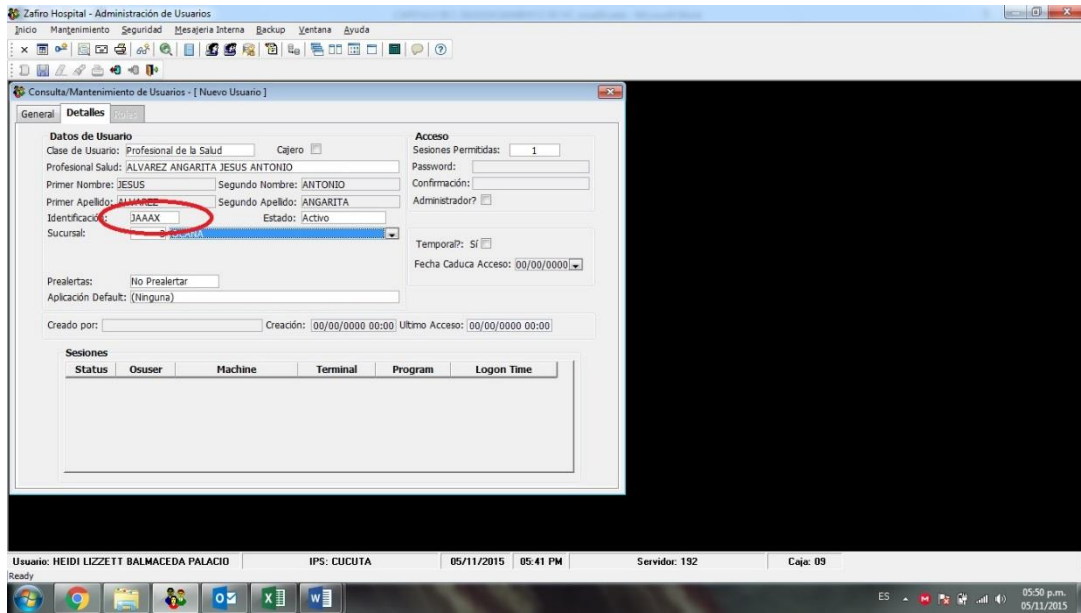 Zafiro Hospital - Administración de Usuarios
Inicio Mantenimiento Seguridad Mesajeria Interna Backup Ventana Ayuda
Consulta/Mantenimiento de Usuarios - [ Nuevo Usuario ]
General Detalles Roles
Datos de Usuario Acceso
Clase de Usuario: Profesional de la Salud Cajero Sesiones Permitidas: 1
Profesional Salud: ALVAREZ ANGARITA JESUS ANTONIO Password:
Primer Nombre: JESUS Segundo Nombre: ANTONIO Confirmación:
Primer Apellido: ALVAREZ Segundo Apellido: ANGARITA Administrador?
Identificación: JAAAX Estado: Activo
Sucursal: Temporal?: Sí
Fecha Caduca Acceso: 00/00/0000
Prealertas: No Prealertar
Aplicación Default: (Ninguna)
Creado por: Creación: 00/00/0000 00:00 Ultimo Acceso: 00/00/0000 00:00
Sesiones
Status Osuser Machine Terminal Program Logon Time
Usuario: HEIDI LIZZETT BALMACEDA PALACIO IPS: CUCUTA 05/11/2015 05:41 PM Servidor: 192 Caja: 09
Ready
ES 05:50 p.m.
05/11/2015